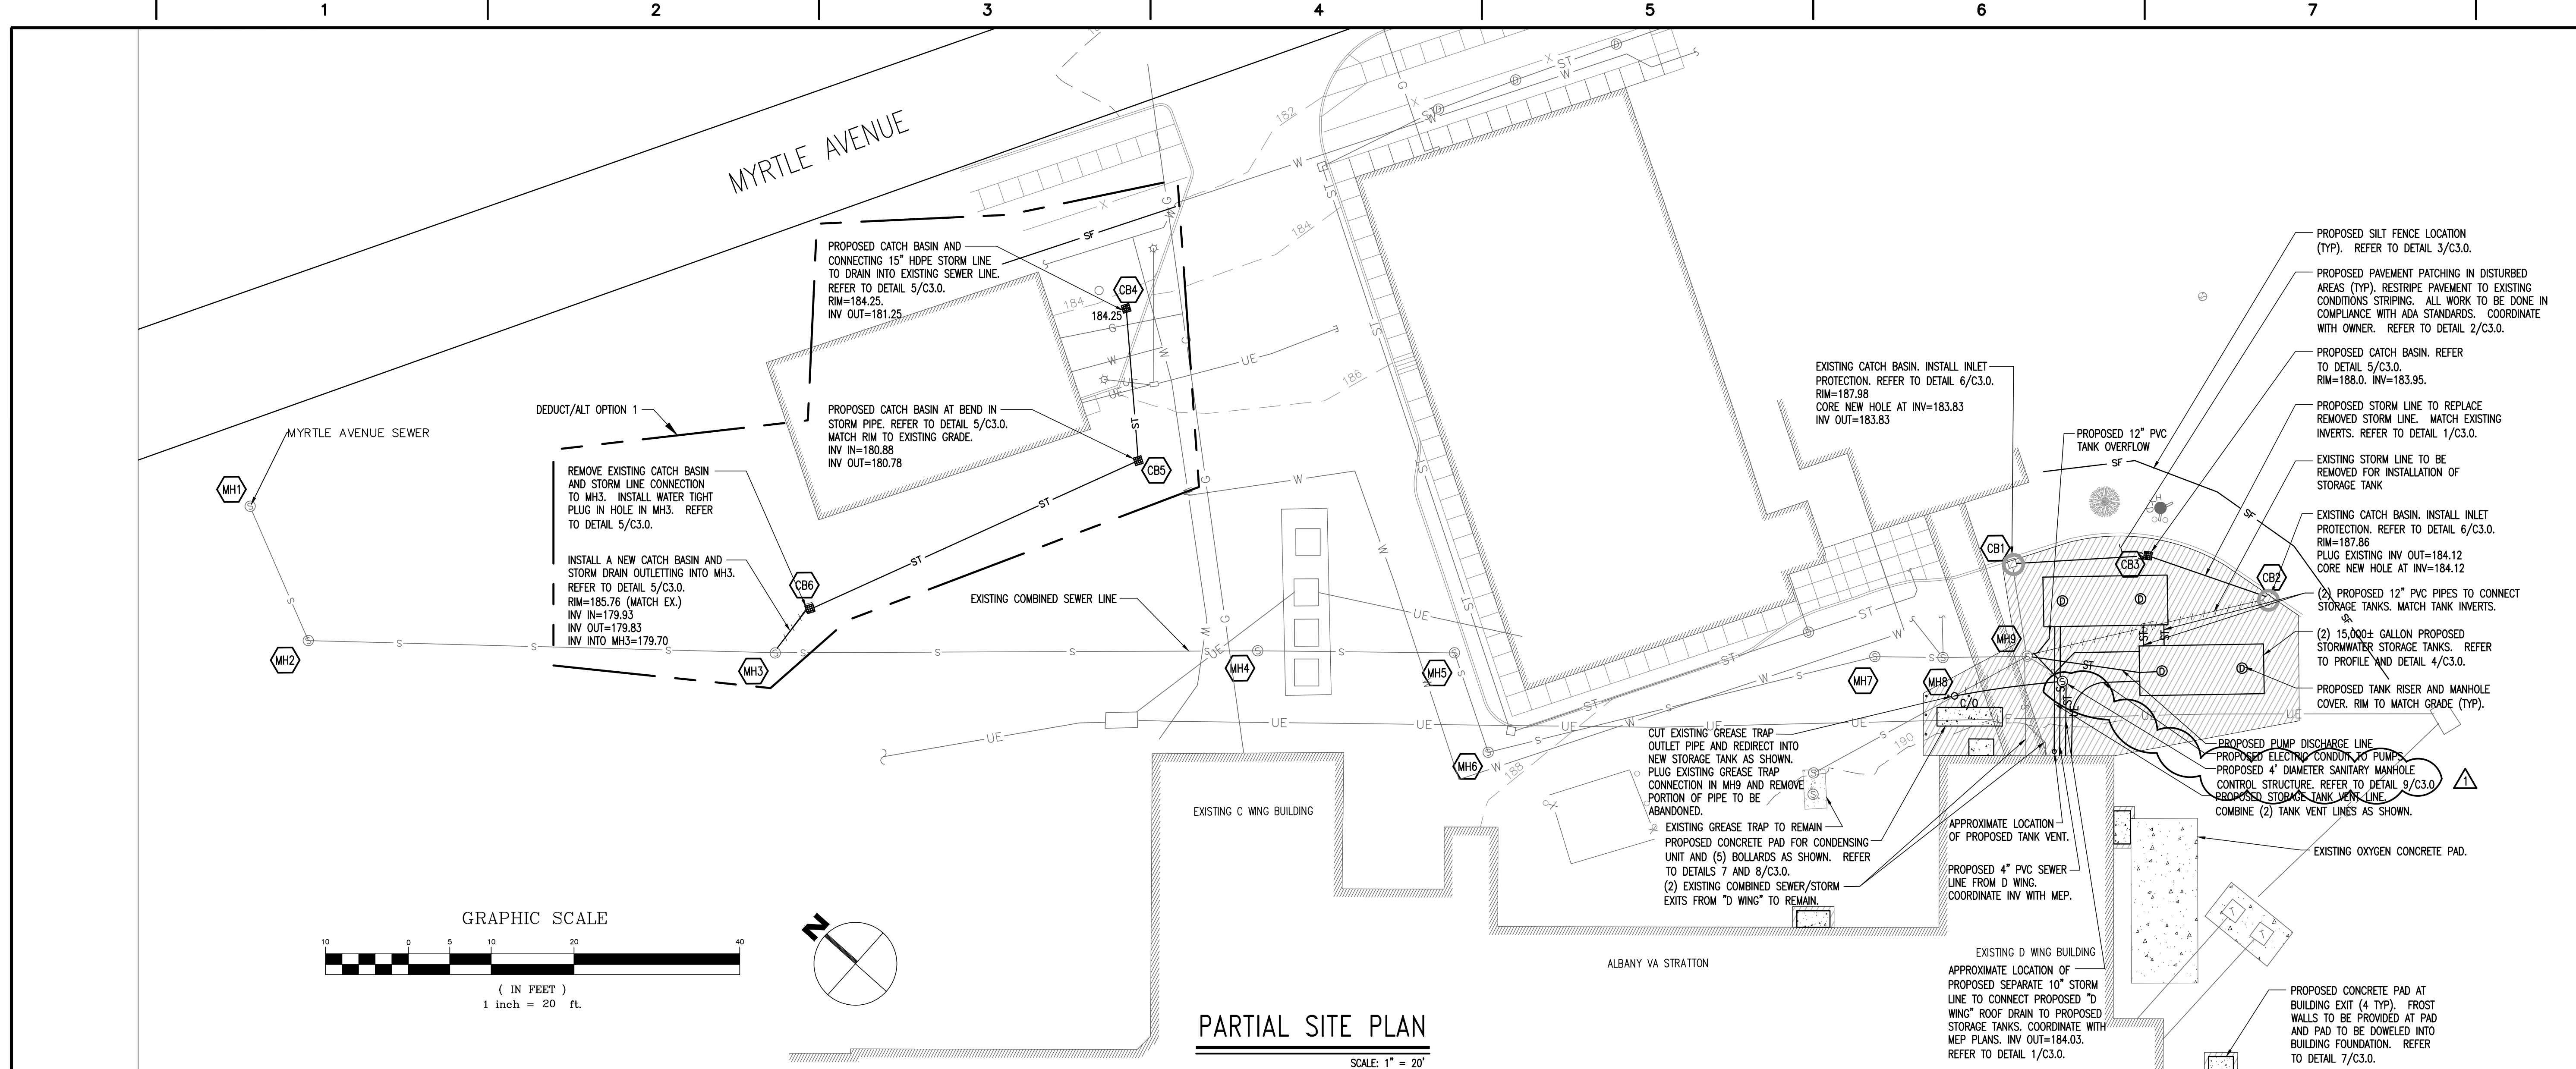 1 2 3 4 5 6 7
MYRTLE AVENUE
182
184
184
186
188
190
PROPOSED CATCH BASIN AND
CONNECTING 15" HDPE STORM LINE
TO DRAIN INTO EXISTING SEWER LINE.
REFER TO DETAIL 5/C3.0.
RIM=184.25.
INV OUT=181.25
CB4
184.25
DEDUCT/ALT OPTION 1
PROPOSED CATCH BASIN AT BEND IN
STORM PIPE. REFER TO DETAIL 5/C3.0.
MATCH RIM TO EXISTING GRADE.
INV IN=180.88
INV OUT=180.78
CB5
MYRTLE AVENUE SEWER
MH1
MH2
REMOVE EXISTING CATCH BASIN
AND STORM LINE CONNECTION
TO MH3. INSTALL WATER TIGHT
PLUG IN HOLE IN MH3. REFER
TO DETAIL 5/C3.0.
INSTALL A NEW CATCH BASIN AND
STORM DRAIN OUTLETTING INTO MH3.
REFER TO DETAIL 5/C3.0.
RIM=185.76 (MATCH EX.)
INV IN=179.93
INV OUT=179.83
INV INTO MH3=179.70
CB6
MH3
EXISTING COMBINED SEWER LINE
MH4
MH5
MH6
MH7
MH8
MH9
CB1
CB3
CB2
EXISTING CATCH BASIN. INSTALL INLET
PROTECTION. REFER TO DETAIL 6/C3.0.
RIM=187.98
CORE NEW HOLE AT INV=183.83
INV OUT=183.83
PROPOSED 12" PVC
TANK OVERFLOW
PROPOSED SILT FENCE LOCATION
(TYP). REFER TO DETAIL 3/C3.0.
PROPOSED PAVEMENT PATCHING IN DISTURBED
AREAS (TYP). RESTRIPE PAVEMENT TO EXISTING
CONDITIONS STRIPING. ALL WORK TO BE DONE IN
COMPLIANCE WITH ADA STANDARDS. COORDINATE
WITH OWNER. REFER TO DETAIL 2/C3.0.
PROPOSED CATCH BASIN. REFER
TO DETAIL 5/C3.0.
RIM=188.0. INV=183.95.
PROPOSED STORM LINE TO REPLACE
REMOVED STORM LINE. MATCH EXISTING
INVERTS. REFER TO DETAIL 1/C3.0.
EXISTING STORM LINE TO BE
REMOVED FOR INSTALLATION OF
STORAGE TANK
EXISTING CATCH BASIN. INSTALL INLET
PROTECTION. REFER TO DETAIL 6/C3.0.
RIM=187.86
PLUG EXISTING INV OUT=184.12
CORE NEW HOLE AT INV=184.12
(2) PROPOSED 12" PVC PIPES TO CONNECT
STORAGE TANKS. MATCH TANK INVERTS.
(2) 15,000± GALLON PROPOSED
STORMWATER STORAGE TANKS. REFER
TO PROFILE AND DETAIL 4/C3.0.
PROPOSED TANK RISER AND MANHOLE
COVER. RIM TO MATCH GRADE (TYP).
PROPOSED PUMP DISCHARGE LINE
PROPOSED ELECTRIC CONDUIT TO PUMPS
PROPOSED 4' DIAMETER SANITARY MANHOLE
CONTROL STRUCTURE. REFER TO DETAIL 9/C3.0
PROPOSED STORAGE TANK VENT LINE.
COMBINE (2) TANK VENT LINES AS SHOWN.
1
C/O
CUT EXISTING GREASE TRAP
OUTLET PIPE AND REDIRECT INTO
NEW STORAGE TANK AS SHOWN.
PLUG EXISTING GREASE TRAP
CONNECTION IN MH9 AND REMOVE
PORTION OF PIPE TO BE
ABANDONED.
EXISTING GREASE TRAP TO REMAIN
PROPOSED CONCRETE PAD FOR CONDENSING
UNIT AND (5) BOLLARDS AS SHOWN. REFER
TO DETAILS 7 AND 8/C3.0.
(2) EXISTING COMBINED SEWER/STORM
EXITS FROM "D WING" TO REMAIN.
APPROXIMATE LOCATION
OF PROPOSED TANK VENT.
PROPOSED 4" PVC SEWER
LINE FROM D WING.
COORDINATE INV WITH MEP.
EXISTING OXYGEN CONCRETE PAD.
EXISTING C WING BUILDING
ALBANY VA STRATTON
EXISTING D WING BUILDING
APPROXIMATE LOCATION OF
PROPOSED SEPARATE 10" STORM
LINE TO CONNECT PROPOSED "D
WING" ROOF DRAIN TO PROPOSED
STORAGE TANKS. COORDINATE WITH
MEP PLANS. INV OUT=184.03.
REFER TO DETAIL 1/C3.0.
PROPOSED CONCRETE PAD AT
BUILDING EXIT (4 TYP). FROST
WALLS TO BE PROVIDED AT PAD
AND PAD TO BE DOWELED INTO
BUILDING FOUNDATION. REFER
TO DETAIL 7/C3.0.
GRAPHIC SCALE
10 0 5 10 20 40
( IN FEET )
1 inch = 20 ft.
N
PARTIAL SITE PLAN
SCALE: 1" = 20'